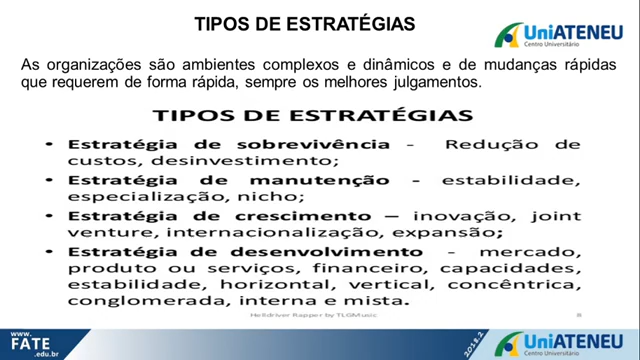 TIPOS DE ESTRATÉGIAS
UniATENEU
Centro Universitário
As organizações são ambientes complexos e dinâmicos e de mudanças rápidas
que requerem de forma rápida, sempre os melhores julgamentos.
TIPOS DE ESTRATÉGIAS
• Estratégia de sobrevivência - Redução de
custos, desinvestimento;
• Estratégia de manutenção - estabilidade,
especialização, nicho;
• Estratégia de crescimento – inovação, joint
venture, internacionalização, expansão;
• Estratégia de desenvolvimento - mercado,
produto ou serviços, financeiro, capacidades,
estabilidade, horizontal, vertical, concêntrica,
conglomerada, interna e mista.
Helldriver Rapper by TLGMusic
8
www.
FATE
.edu.br
2018.2
UniATENEU
Centro Universitário